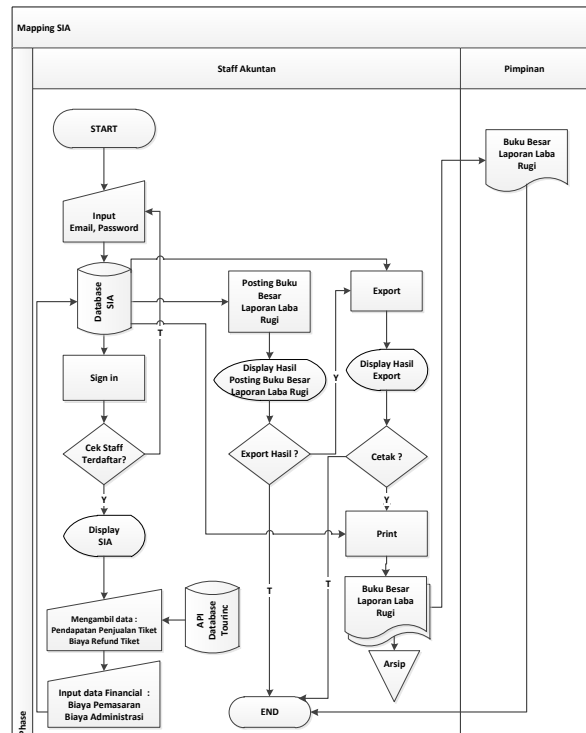 Mapping SIA
Staff Akuntan
Pimpinan
START
Input
Email, Password
Database
SIA
Sign in
Cek Staff
Terdaftar?
T
Y
Display
SIA
Mengambil data :
Pendapatan Penjualan Tiket
Biaya Refund Tiket
API
Database
Tourinc
Input data Financial :
Biaya Pemasaran
Biaya Administrasi
Posting Buku
Besar
Laporan Laba
Rugi
Display Hasil
Posting Buku Besar
Laporan Laba Rugi
Export Hasil ?
Y
T
Export
Display Hasil
Export
Cetak ?
Y
T
Print
Buku Besar
Laporan Laba
Rugi
Arsip
END
Buku Besar
Laporan Laba
Rugi
Phase